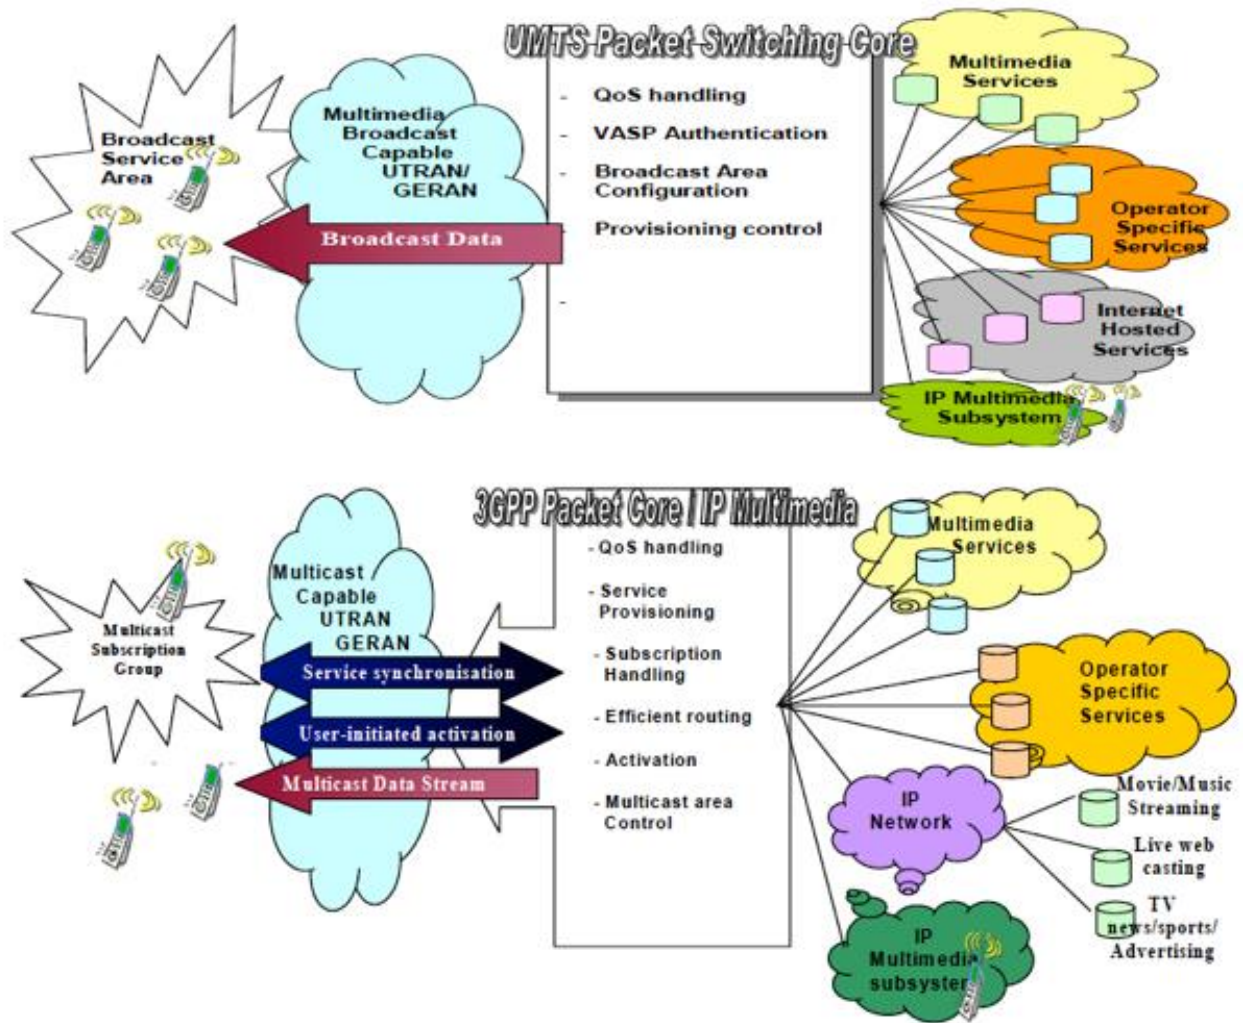 UMTS Packet Switching Core
Broadcast
Service
Area
Multimedia
Broadcast
Capable
UTRAN/
GERAN
Broadcast Data
- QoS handling
- VASP Authentication
- Broadcast Area
Configuration
- Provisioning control
-
Multimedia
Services
Operator
Specific
Services
Internet
Hosted
Services
IP Multimedia
Subsystem
3GPP Packet Core / IP Multimedia
Multicast
Subscription
Group
Multicast
Capable
UTRAN
GERAN
Service synchronisation
User-initiated activation
Multicast Data Stream
- QoS handling
- Service
Provisioning
- Subscription
Handling
- Efficient routing
- Activation
- Multicast area
Control
Multimedia
Services
Operator
Specific
Services
IP
Network
Movie/Music
Streaming
Live web
casting
TV
news/sports/
Advertising
IP
Multimedia
subsystem